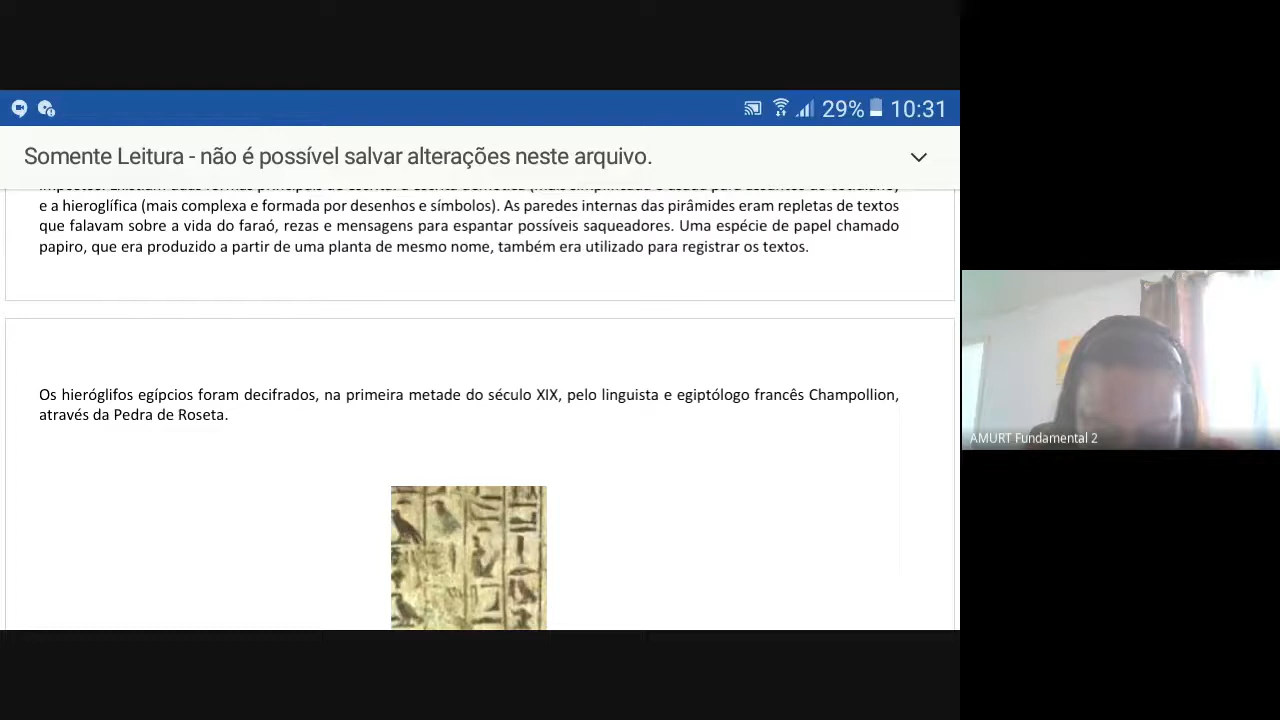 29% 10:31
Somente Leitura - não é possível salvar alterações neste arquivo.
e a hieroglífica (mais complexa e formada por desenhos e símbolos). As paredes internas das pirâmides eram repletas de textos
que falavam sobre a vida do faraó, rezas e mensagens para espantar possíveis saqueadores. Uma espécie de papel chamado
papiro, que era produzido a partir de uma planta de mesmo nome, também era utilizado para registrar os textos.
Os hieróglifos egípcios foram decifrados, na primeira metade do século XIX, pelo linguista e egiptólogo francês Champollion,
através da Pedra de Roseta.
AMURT Fundamental 2